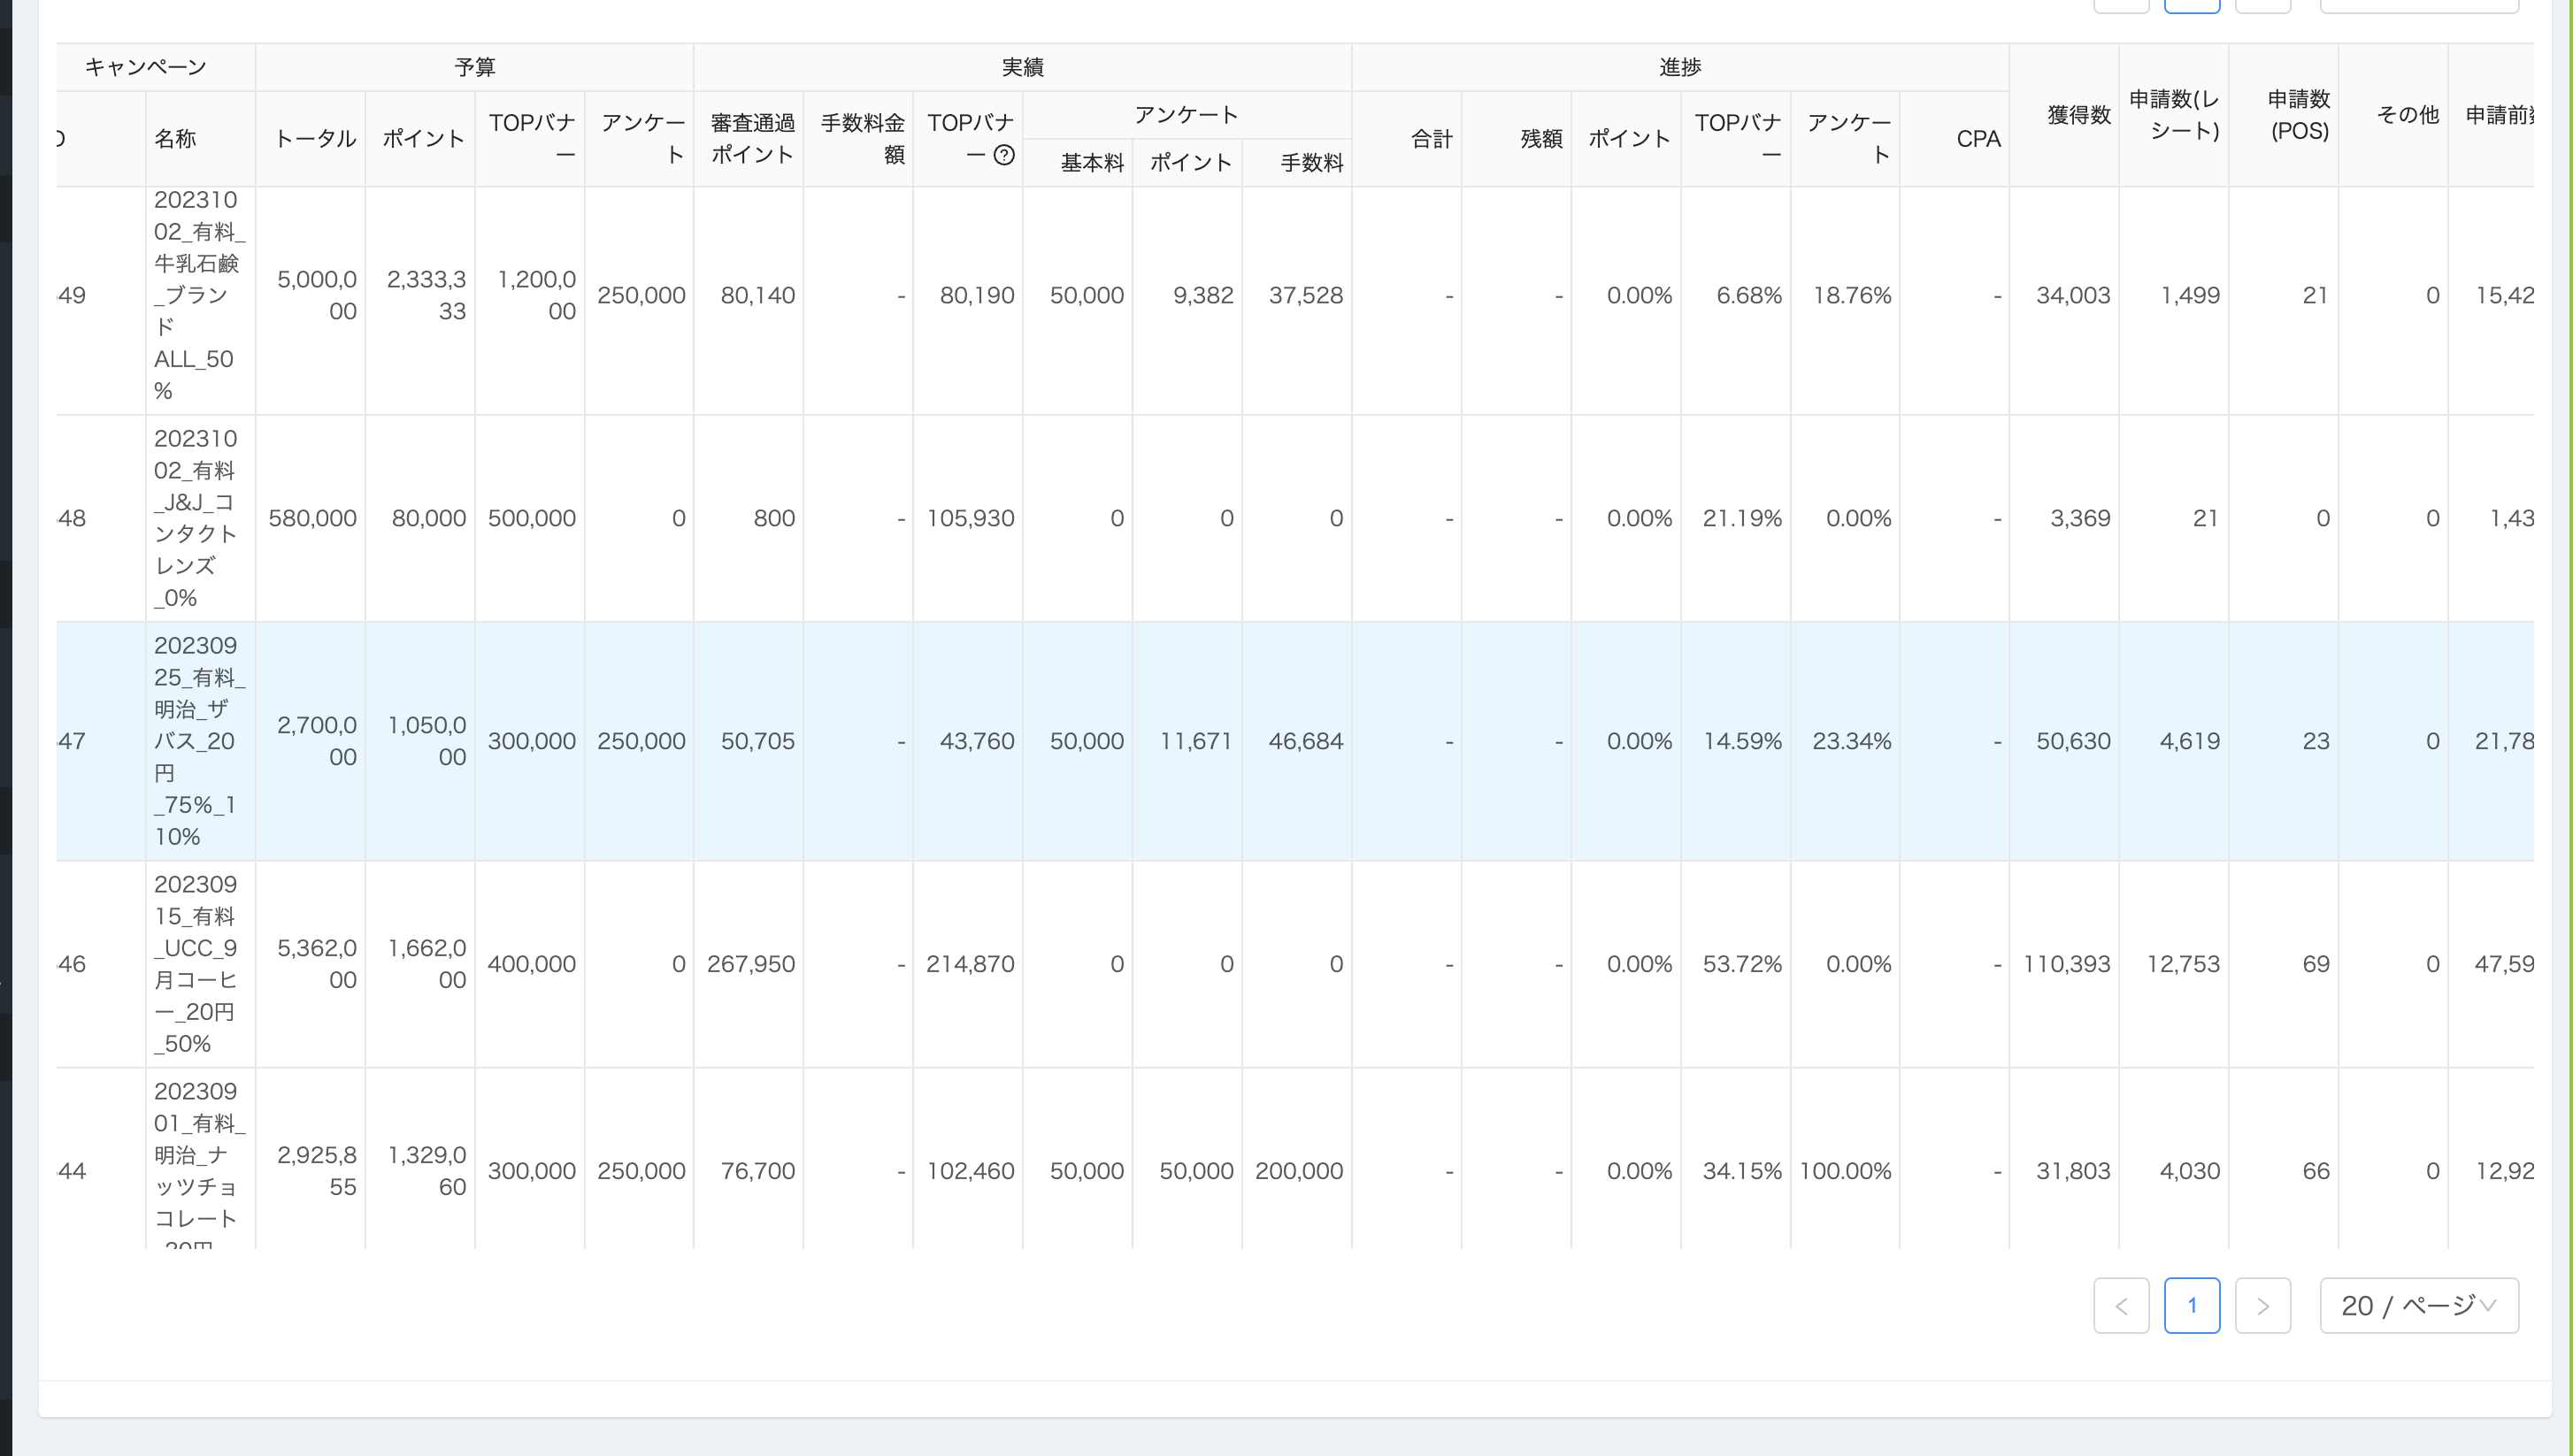 キャンペーン 予算 実績 進捗
名称 トータル ポイント TOPバナー アンケート 審査通過ポイント 手数料金額 TOPバナー アンケート 基本料 ポイント 手数料 合計 残額 ポイント TOPバナー アンケート CPA 獲得数 申請数(レシート) 申請数(POS) その他 申請前
49 20231002_有料_牛乳石鹸_ブランドALL_50% 5,000,000 2,333,333 1,200,000 250,000 80,140 - 80,190 50,000 9,382 37,528 - - 0.00% 6.68% 18.76% - 34,003 1,499 21 0 15,42
48 20231002_有料_J&J_コンタクトレンズ_0% 580,000 80,000 500,000 0 800 - 105,930 0 0 0 - - 0.00% 21.19% 0.00% - 3,369 21 0 0 1,43
47 20230925_有料_明治_ザバス_20円_75%_110% 2,700,000 1,050,000 300,000 250,000 50,705 - 43,760 50,000 11,671 46,684 - - 0.00% 14.59% 23.34% - 50,630 4,619 23 0 21,78
46 20230915_有料_UCC_9月コーヒー_20円_50% 5,362,000 1,662,000 400,000 0 267,950 - 214,870 0 0 0 - - 0.00% 53.72% 0.00% - 110,393 12,753 69 0 47,59
44 20230901_有料_明治_ナッツチョコレート 2,925,855 1,329,060 300,000 250,000 76,700 - 102,460 50,000 50,000 200,000 - - 0.00% 34.15% 100.00% - 31,803 4,030 66 0 12,92
< 1 > 20 / ページ